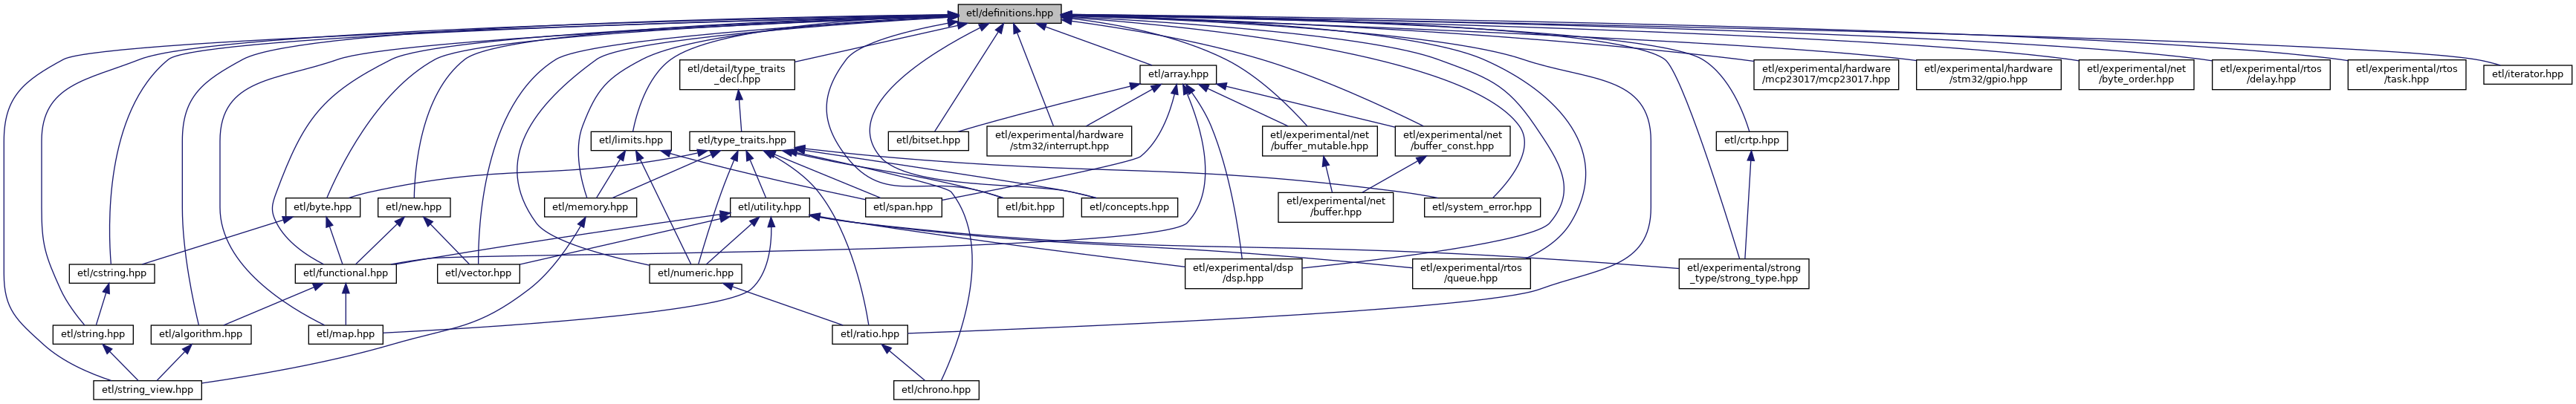 etl/definitions.hpp
etl/detail/type_traits
_decl.hpp
etl/array.hpp
etl/experimental/hardware
/mcp23017/mcp23017.hpp
etl/experimental/hardware
/stm32/gpio.hpp
etl/experimental/net
/byte_order.hpp
etl/experimental/rtos
/delay.hpp
etl/experimental/rtos
/task.hpp
etl/iterator.hpp
etl/limits.hpp
etl/type_traits.hpp
etl/bitset.hpp
etl/experimental/hardware
/stm32/interrupt.hpp
etl/experimental/net
/buffer_mutable.hpp
etl/experimental/net
/buffer_const.hpp
etl/crtp.hpp
etl/byte.hpp
etl/new.hpp
etl/memory.hpp
etl/utility.hpp
etl/span.hpp
etl/bit.hpp
etl/concepts.hpp
etl/experimental/net
/buffer.hpp
etl/system_error.hpp
etl/cstring.hpp
etl/functional.hpp
etl/vector.hpp
etl/numeric.hpp
etl/experimental/dsp
/dsp.hpp
etl/experimental/rtos
/queue.hpp
etl/experimental/strong
_type/strong_type.hpp
etl/string.hpp
etl/algorithm.hpp
etl/map.hpp
etl/ratio.hpp
etl/string_view.hpp
etl/chrono.hpp